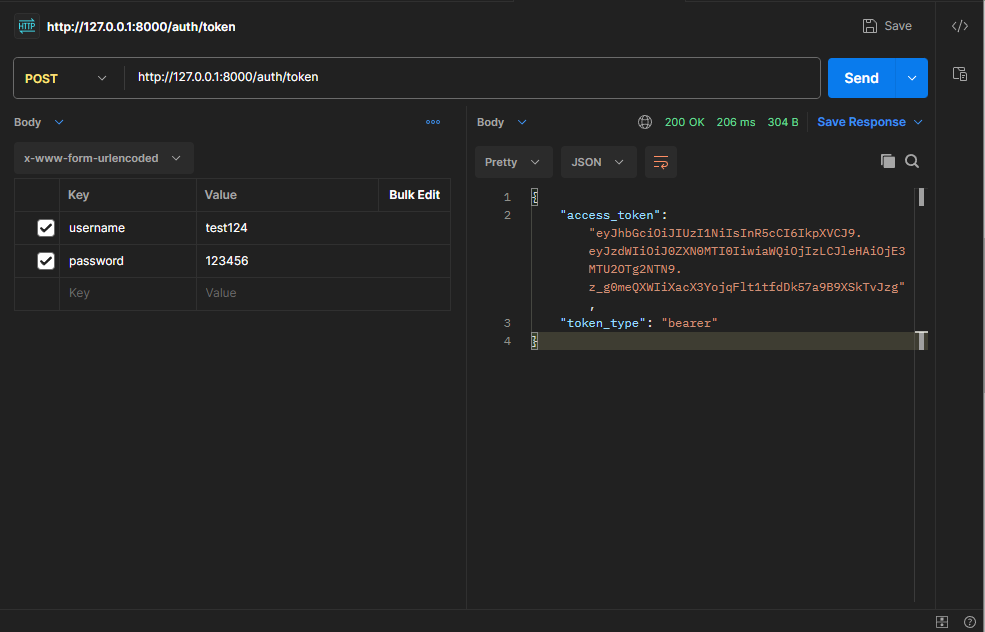 HTTP http://127.0.0.1:8000/auth/token Save
POST http://127.0.0.1:8000/auth/token Send
Body
x-www-form-urlencoded
Key Value Bulk Edit
username test124
password 123456
Key Value
Body 200 OK 206 ms 304 B Save Response
Pretty JSON
1 {
2 "access_token":
"eyJhbGciOiJIUzI1NiIsInR5cCI6IkpXVCJ9.
eyJzdWIiOiJ0ZXN0MTI0IiwiaWQiOjIzLCJleHAiOjE3
MTU2OTg2NTN9.
z_g0meQXWIiXacX3YojqFlt1tfdDk57a9B9XSkTvJzg"
,
3 "token_type": "bearer"
4 }